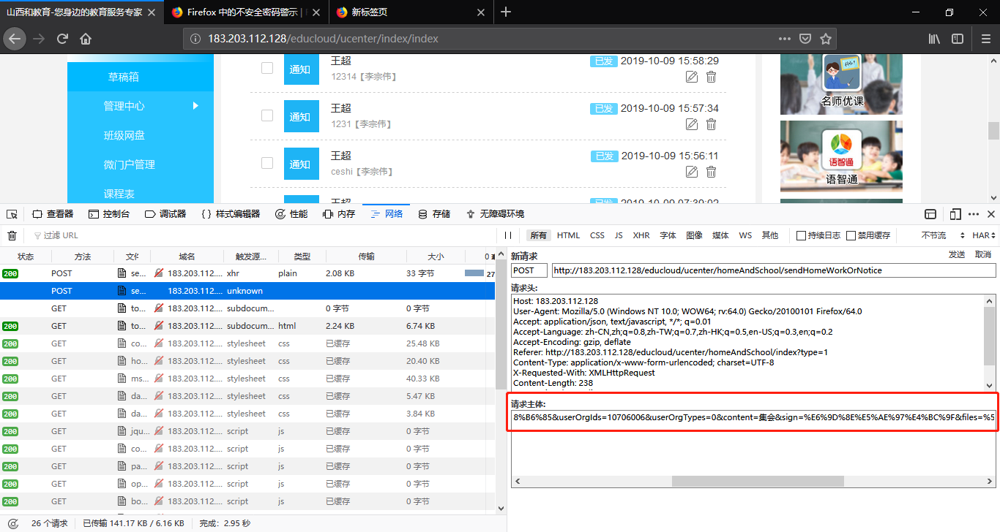 山西和教育-您身边的教育服务专家
Firefox 中的不安全密码警示 |
新标签页
183.203.112.128/educloud/ucenter/index/index
草稿箱
管理中心
班级网盘
微门户管理
课程表
通知
王超
已发 2019-10-09 15:58:29
12314【李宗伟】
通知
王超
已发 2019-10-09 15:57:34
1231【李宗伟】
通知
王超
已发 2019-10-09 15:56:11
ceshi【李宗伟】
王超
已发 2019-10-09 07:39:02
名师优课
语智通
语智通
查看器 控制台 调试器 {} 样式编辑器 性能 内存 网络 存储 无障碍环境
过滤 URL
所有 HTML CSS JS XHR 字体 图像 媒体 WS 其他 持续日志 禁用缓存 不节流 HAR
状态 方法 文件 域名 触发源... 类型 传输 大小 0
200 POST se... 183.203.112.... xhr plain 2.08 KB 33 字节 27
POST se... 183.203.112.... unknown
GET to... 183.203.112.... subdocum... 0 字节 0 字节
200 GET to... 183.203.112.... subdocum... html 2.24 KB 6.74 KB
200 GET co... 183.203.112.... stylesheet css 已缓存 25.48 KB
200 GET ho... 183.203.112.... stylesheet css 已缓存 20.40 KB
200 GET ms... 183.203.112.... stylesheet css 已缓存 40.33 KB
200 GET da... 183.203.112.... stylesheet css 已缓存 5.47 KB
200 GET da... 183.203.112.... stylesheet css 已缓存 3.84 KB
200 GET jqu... 183.203.112.... script js 已缓存 0 字节
200 GET co... 183.203.112.... script js 已缓存 0 字节
200 GET pa... 183.203.112.... script js 已缓存 0 字节
200 GET op... 183.203.112.... script js 已缓存 0 字节
200 GET bo... 183.203.112.... script js 已缓存 0 字节
26 个请求 已传输 141.17 KB / 6.16 KB 完成：2.95 秒
新请求 发送 取消
POST http://183.203.112.128/educloud/ucenter/homeAndSchool/sendHomeWorkOrNotice
请求头:
Host: 183.203.112.128
User-Agent: Mozilla/5.0 (Windows NT 10.0; WOW64; rv:64.0) Gecko/20100101 Firefox/64.0
Accept: application/json, text/javascript, */*; q=0.01
Accept-Language: zh-CN,zh;q=0.8,zh-TW;q=0.7,zh-HK;q=0.5,en-US;q=0.3,en;q=0.2
Accept-Encoding: gzip, deflate
Referer: http://183.203.112.128/educloud/ucenter/homeAndSchool/index?type=1
Content-Type: application/x-www-form-urlencoded; charset=UTF-8
X-Requested-With: XMLHttpRequest
Content-Length: 238
请求主体:
8%B6%85&userOrgIds=10706006&userOrgTypes=0&content=集会&sign=%E6%9D%8E%E5%AE%97%E4%BC%9F&files=%5